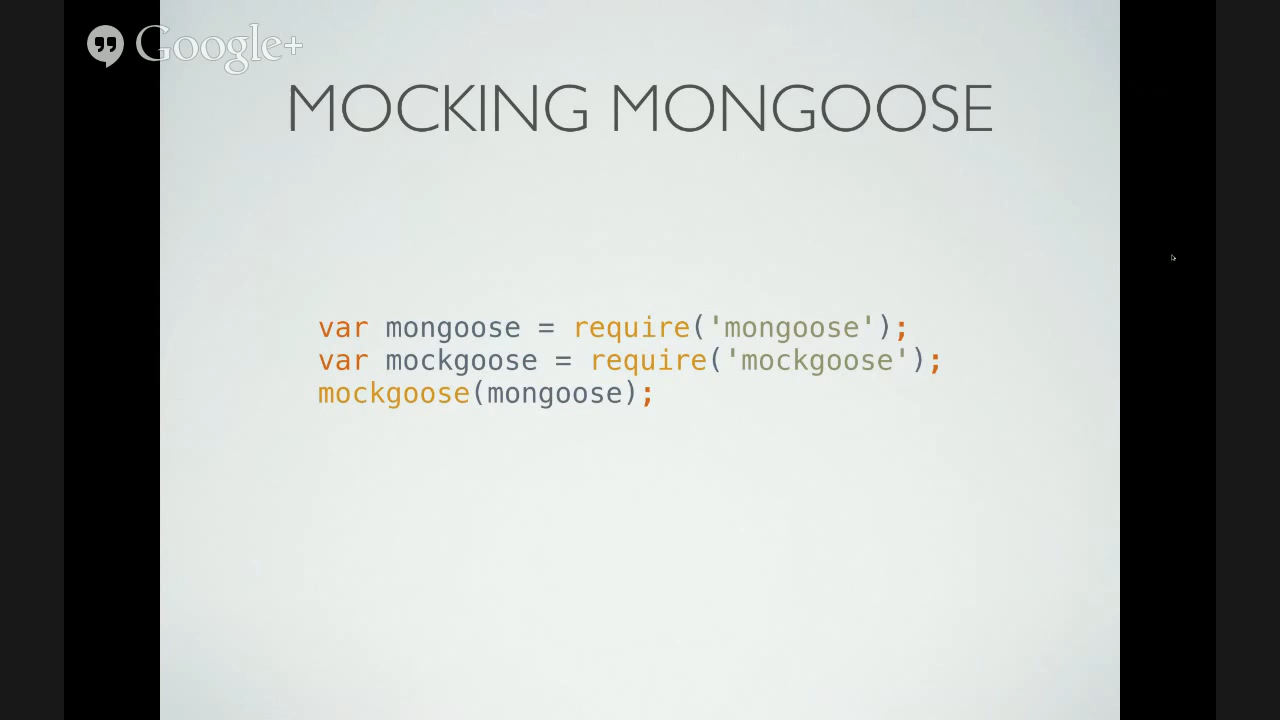 Google+
MOCKING MONGOOSE
var mongoose = require('mongoose');
var mockgoose = require('mockgoose');
mockgoose(mongoose);